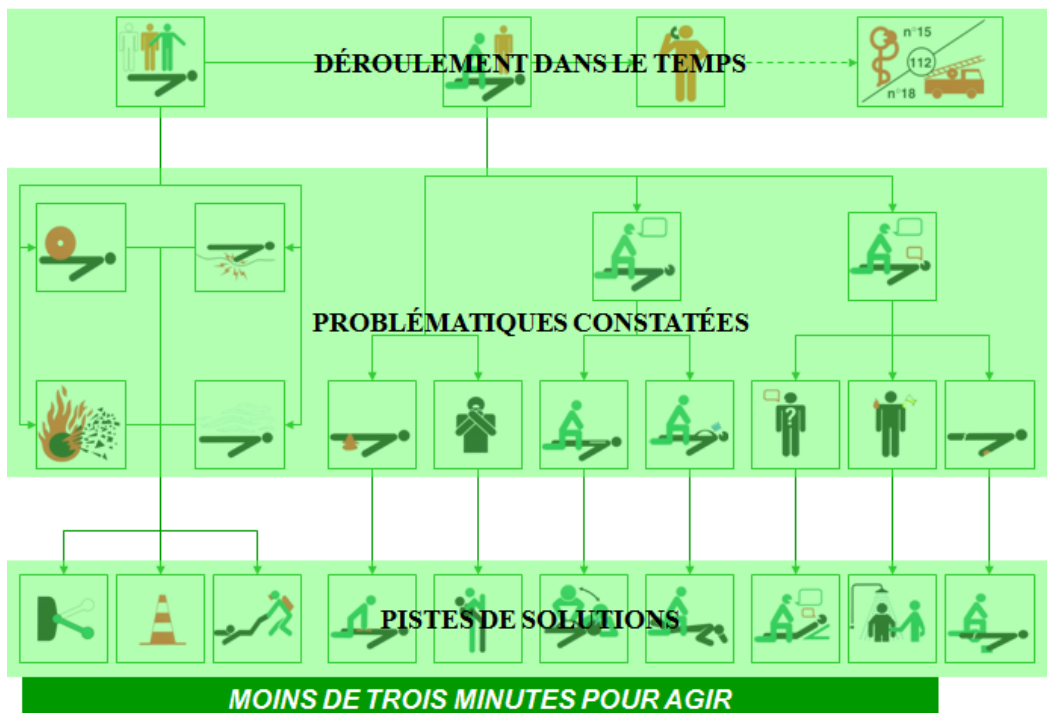 n°15
DÉROULEMENT DANS LE TEMPS
112
n°18
PROBLÉMATIQUES CONSTATÉES
?
PISTES DE SOLUTIONS
MOINS DE TROIS MINUTES POUR AGIR